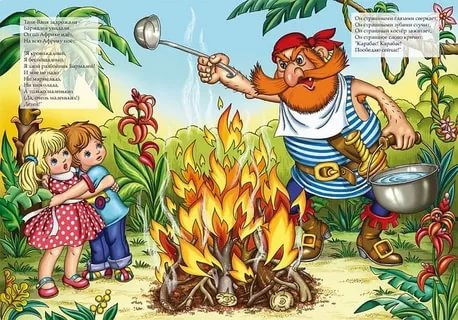 Таня-Ваня задрожали —
Бармалея увидали.
Он по Африке идёт,
На всю Африку поёт:
"Я кровожадный,
Я беспощадный,
Я злой разбойник Бармалей!
И мне не надо
Ни мармелада,
Ни шоколада,
А только маленьких
(Да, очень маленьких!)
Детей!"
Он страшными глазами сверкает,
Он страшными зубами стучит,
Он страшный костёр зажигает,
Он страшное слово кричит:
"Карабас! Карабас!
Пообедаю сейчас!"